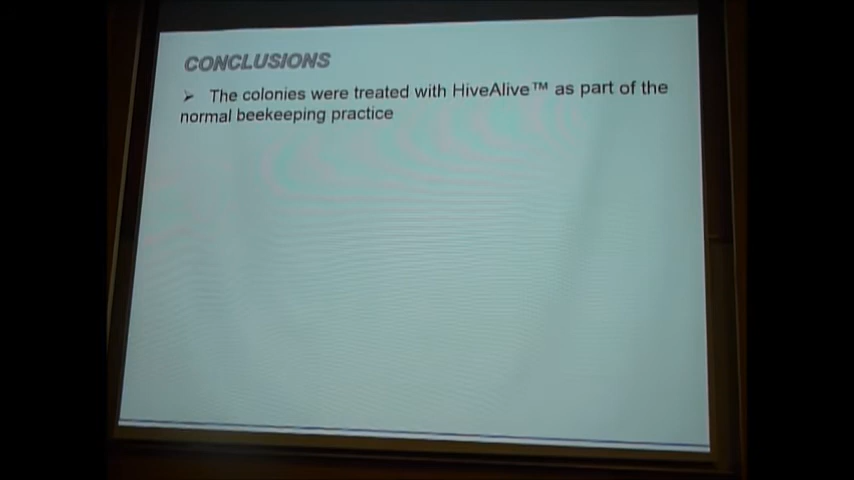 CONCLUSIONS
➢ The colonies were treated with HiveAlive™ as part of the
normal beekeeping practice